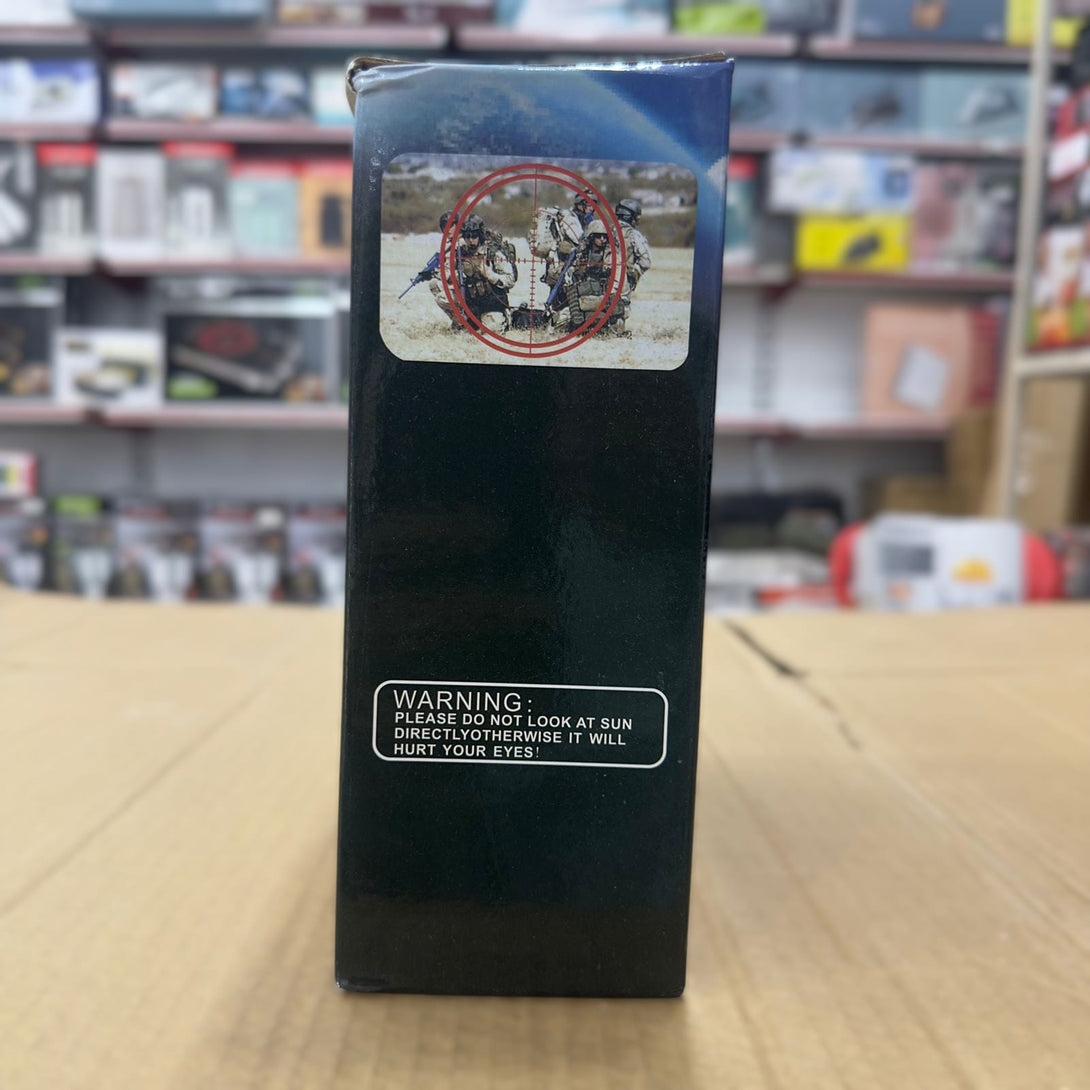 WARNING:
PLEASE DO NOT LOOK AT SUN
DIRECTLYOTHERWISE IT WILL
HURT YOUR EYES!